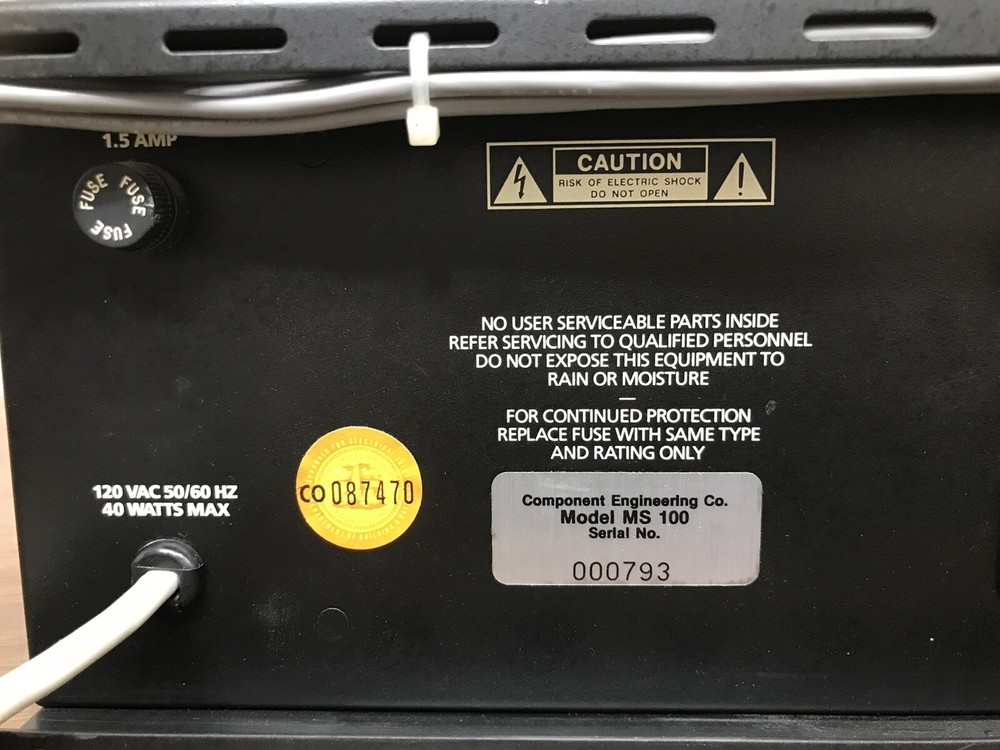 1.5 AMP
FUSE FUSE FUSE
CAUTION
RISK OF ELECTRIC SHOCK
DO NOT OPEN
NO USER SERVICEABLE PARTS INSIDE
REFER SERVICING TO QUALIFIED PERSONNEL
DO NOT EXPOSE THIS EQUIPMENT TO
RAIN OR MOISTURE
—
FOR CONTINUED PROTECTION
REPLACE FUSE WITH SAME TYPE
AND RATING ONLY
120 VAC 50/60 HZ
40 WATTS MAX
CO 087470
Component Engineering Co.
Model MS 100
Serial No.
000793